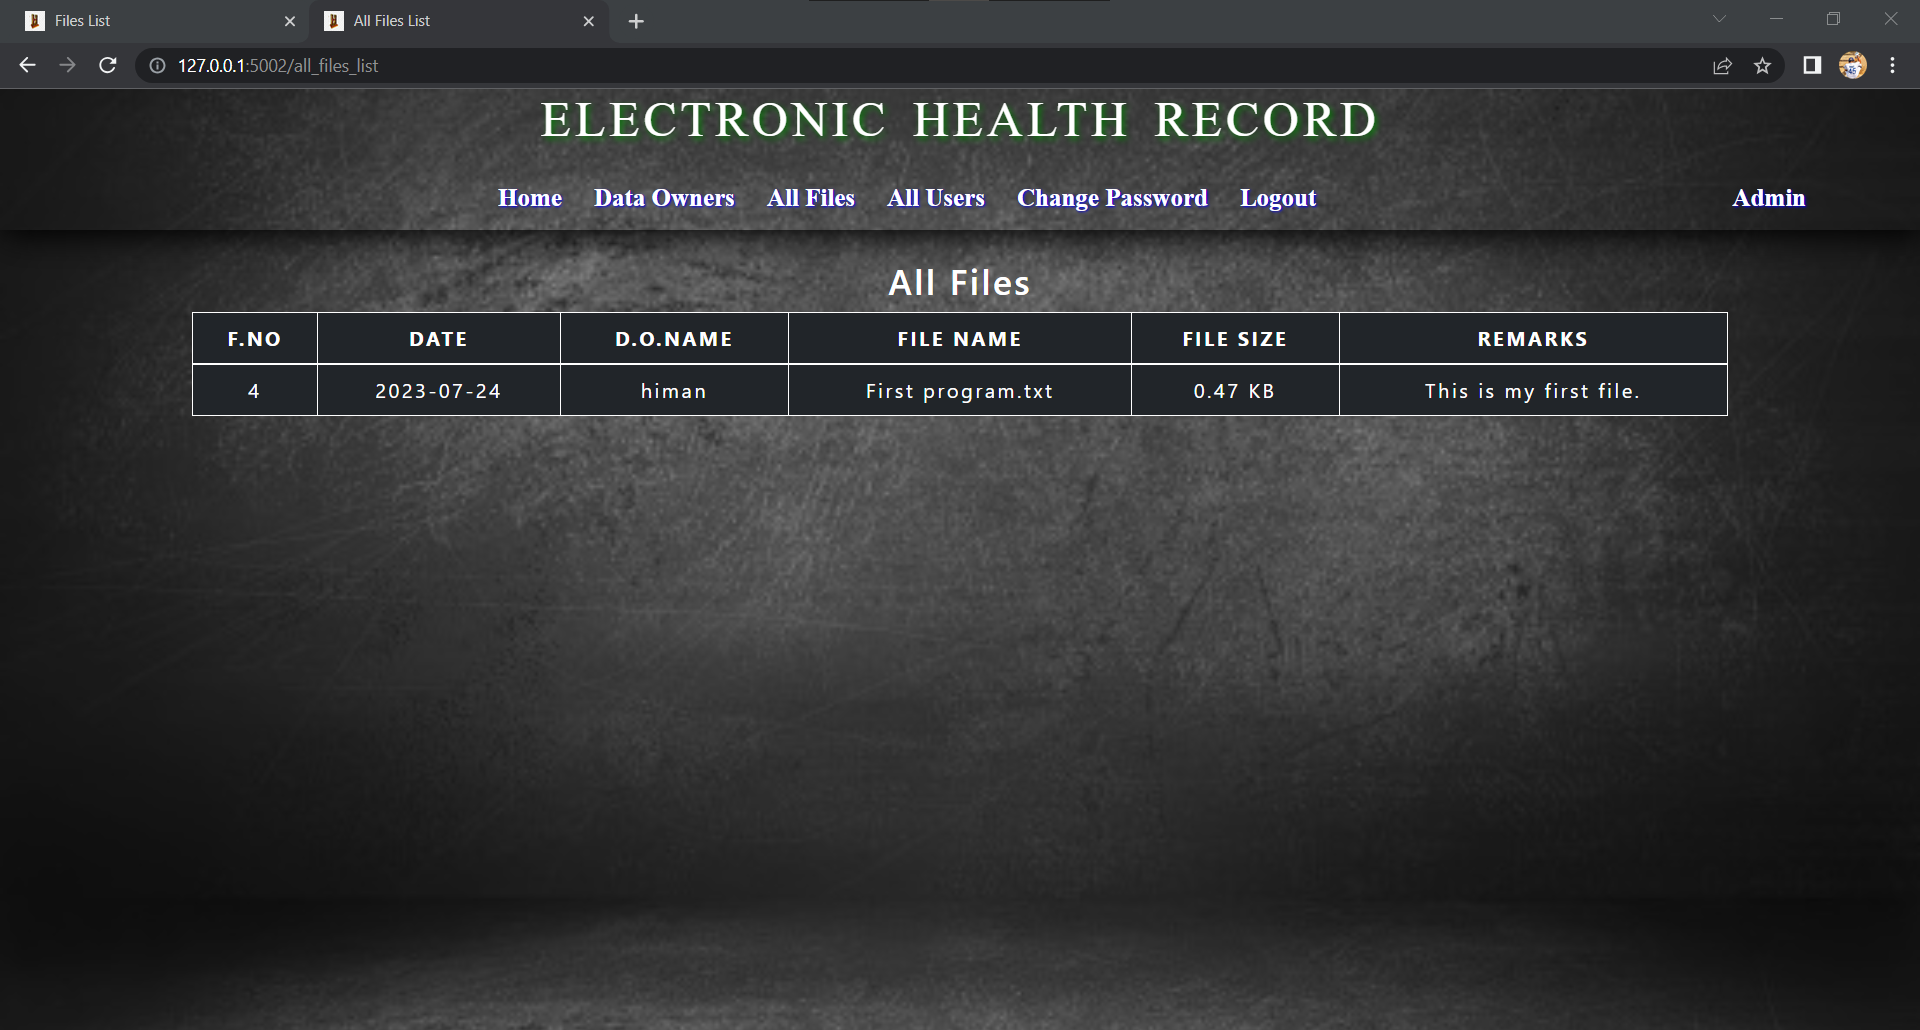 Files List
All Files List
127.0.0.1:5002/all_files_list
ELECTRONIC HEALTH RECORD
Home Data Owners All Files All Users Change Password Logout Admin
All Files
F.NO DATE D.O.NAME FILE NAME FILE SIZE REMARKS
4 2023-07-24 himan First program.txt 0.47 KB This is my first file.